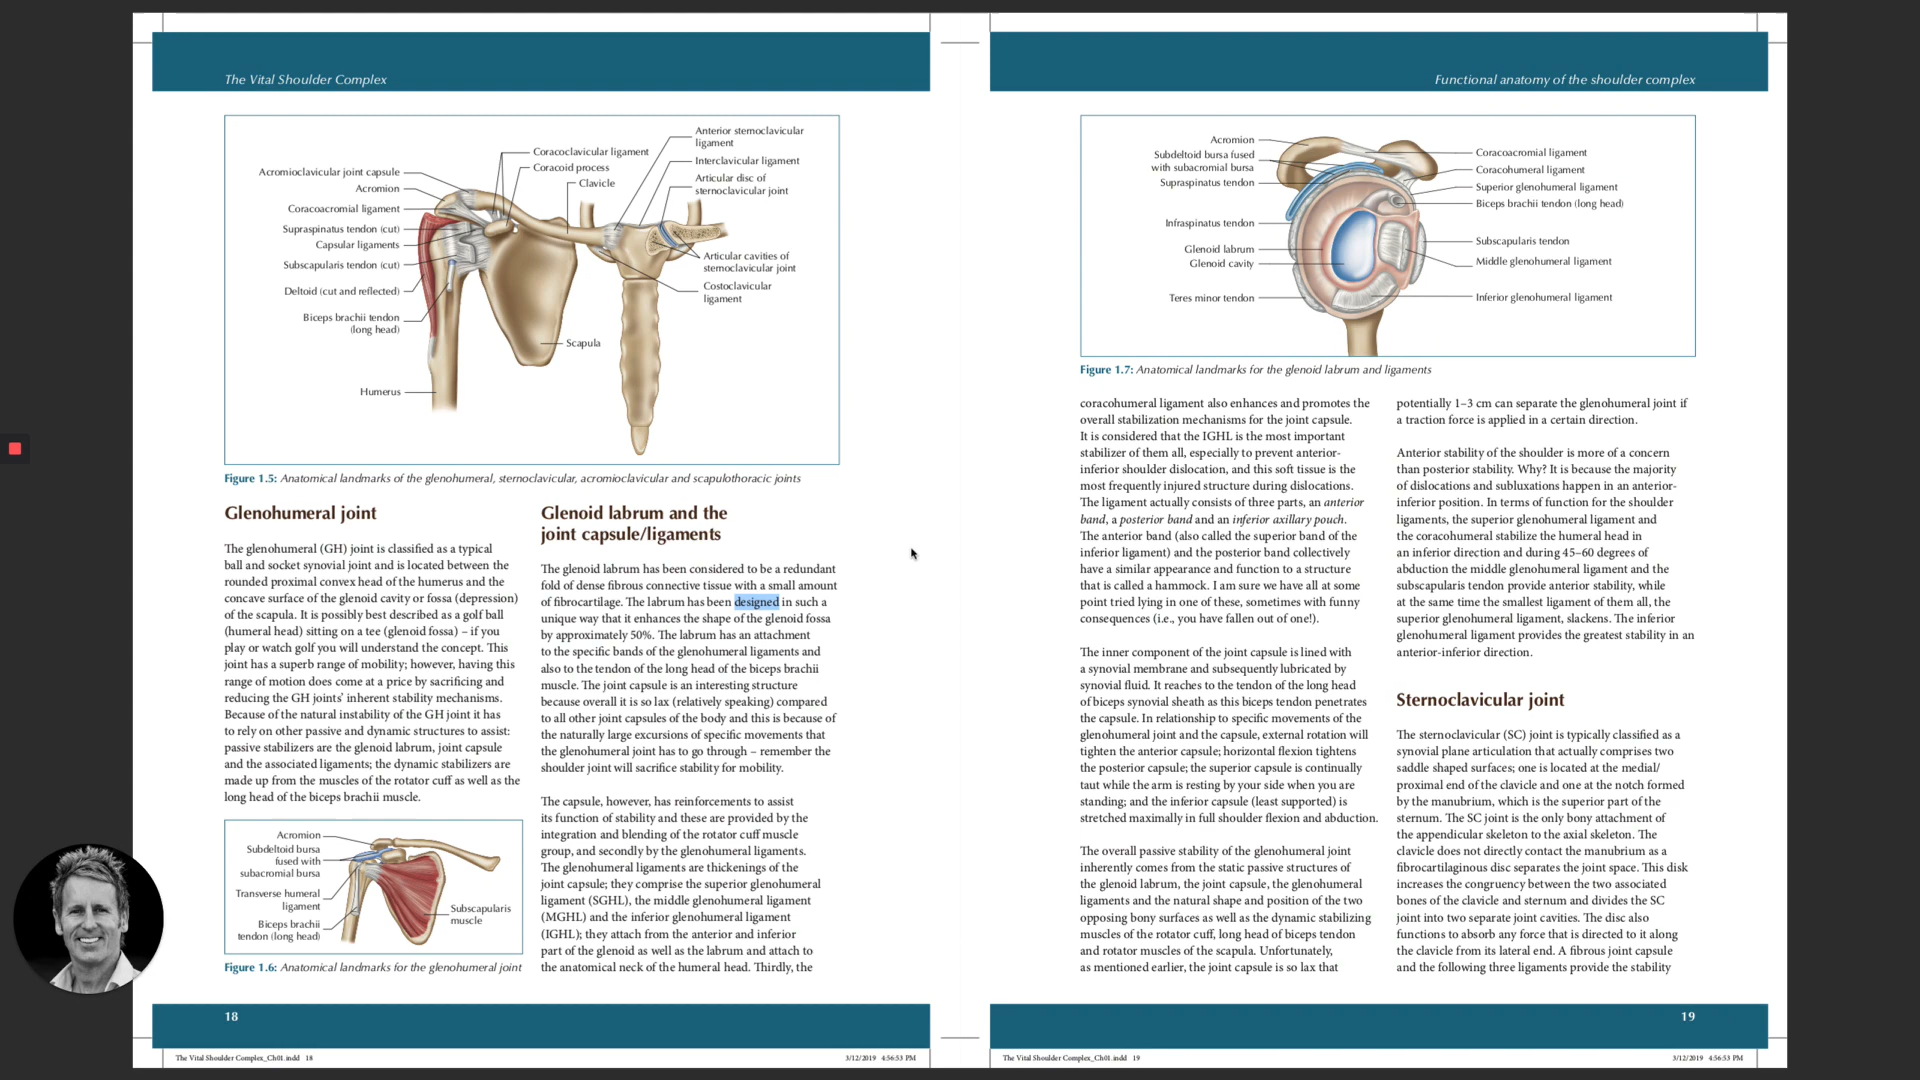 The Vital Shoulder Complex
Acromioclavicular joint capsule
Acromion
Coracoacromial ligament
Supraspinatus tendon (cut)
Capsular ligaments
Subscapularis tendon (cut)
Deltoid (cut and reflected)
Biceps brachii tendon
(long head)
Humerus
Coracoclavicular ligament
Coracoid process
Clavicle
Anterior sternoclavicular
ligament
Interclavicular ligament
Articular disc of
sternoclavicular joint
Articular cavities of
sternoclavicular joint
Costoclavicular
ligament
Scapula
Figure 1.5: Anatomical landmarks of the glenohumeral, sternoclavicular, acromioclavicular and scapulothoracic joints
Glenohumeral joint
The glenohumeral (GH) joint is classified as a typical
ball and socket synovial joint and is located between the
rounded proximal convex head of the humerus and the
concave surface of the glenoid cavity or fossa (depression)
of the scapula. It is possibly best described as a golf ball
(humeral head) sitting on a tee (glenoid fossa) – if you
play or watch golf you will understand the concept. This
joint has a superb range of mobility; however, having this
range of motion does come at a price by sacrificing and
reducing the GH joints' inherent stability mechanisms.
Because of the natural instability of the GH joint it has
to rely on other passive and dynamic structures to assist:
passive stabilizers are the glenoid labrum, joint capsule
and the associated ligaments; the dynamic stabilizers are
made up from the muscles of the rotator cuff as well as the
long head of the biceps brachii muscle.
Acromion
Subdeltoid bursa
fused with
subacromial bursa
Transverse humeral
ligament
Biceps brachii
tendon (long head)
Subscapularis
muscle
Figure 1.6: Anatomical landmarks for the glenohumeral joint
Glenoid labrum and the
joint capsule/ligaments
The glenoid labrum has been considered to be a redundant
fold of dense fibrous connective tissue with a small amount
of fibrocartilage. The labrum has been designed in such a
unique way that it enhances the shape of the glenoid fossa
by approximately 50%. The labrum has an attachment
to the specific bands of the glenohumeral ligaments and
also to the tendon of the long head of the biceps brachii
muscle. The joint capsule is an interesting structure
because overall it is so lax (relatively speaking) compared
to all other joint capsules of the body and this is because of
the naturally large excursions of specific movements that
the glenohumeral joint has to go through – remember the
shoulder joint will sacrifice stability for mobility.
The capsule, however, has reinforcements to assist
its function of stability and these are provided by the
integration and blending of the rotator cuff muscle
group, and secondly by the glenohumeral ligaments.
The glenohumeral ligaments are thickenings of the
joint capsule; they comprise the superior glenohumeral
ligament (SGHL), the middle glenohumeral ligament
(MGHL) and the inferior glenohumeral ligament
(IGHL); they attach from the anterior and inferior
part of the glenoid as well as the labrum and attach to
the anatomical neck of the humeral head. Thirdly, the
18
The Vital Shoulder Complex_Ch01.indd 18
3/12/2019 4:56:53 PM
Functional anatomy of the shoulder complex
Acromion
Subdeltoid bursa fused
with subacromial bursa
Supraspinatus tendon
Infraspinatus tendon
Glenoid labrum
Glenoid cavity
Teres minor tendon
Coracoacromial ligament
Coracohumeral ligament
Superior glenohumeral ligament
Biceps brachii tendon (long head)
Subscapularis tendon
Middle glenohumeral ligament
Inferior glenohumeral ligament
Figure 1.7: Anatomical landmarks for the glenoid labrum and ligaments
coracohumeral ligament also enhances and promotes the
overall stabilization mechanisms for the joint capsule.
It is considered that the IGHL is the most important
stabilizer of them all, especially to prevent anterior-
inferior shoulder dislocation, and this soft tissue is the
most frequently injured structure during dislocations.
The ligament actually consists of three parts, an anterior
band, a posterior band and an inferior axillary pouch.
The anterior band (also called the superior band of the
inferior ligament) and the posterior band collectively
have a similar appearance and function to a structure
that is called a hammock. I am sure we have all at some
point tried lying in one of these, sometimes with funny
consequences (i.e., you have fallen out of one!).
The inner component of the joint capsule is lined with
a synovial membrane and subsequently lubricated by
synovial fluid. It reaches to the tendon of the long head
of biceps synovial sheath as this biceps tendon penetrates
the capsule. In relationship to specific movements of the
glenohumeral joint and the capsule, external rotation will
tighten the anterior capsule; horizontal flexion tightens
the posterior capsule; the superior capsule is continually
taut while the arm is resting by your side when you are
standing; and the inferior capsule (least supported) is
stretched maximally in full shoulder flexion and abduction.
The overall passive stability of the glenohumeral joint
inherently comes from the static passive structures of
the glenoid labrum, the joint capsule, the glenohumeral
ligaments and the natural shape and position of the two
opposing bony surfaces as well as the dynamic stabilizing
muscles of the rotator cuff, long head of biceps tendon
and rotator muscles of the scapula. Unfortunately,
as mentioned earlier, the joint capsule is so lax that
potentially 1–3 cm can separate the glenohumeral joint if
a traction force is applied in a certain direction.
Anterior stability of the shoulder is more of a concern
than posterior stability. Why? It is because the majority
of dislocations and subluxations happen in an anterior-
inferior position. In terms of function for the shoulder
ligaments, the superior glenohumeral ligament and
the coracohumeral stabilize the humeral head in
an inferior direction and during 45–60 degrees of
abduction the middle glenohumeral ligament and the
subscapularis tendon provide anterior stability, while
at the same time the smallest ligament of them all, the
superior glenohumeral ligament, slackens. The inferior
glenohumeral ligament provides the greatest stability in an
anterior-inferior direction.
Sternoclavicular joint
The sternoclavicular (SC) joint is typically classified as a
synovial plane articulation that actually comprises two
saddle shaped surfaces; one is located at the medial/
proximal end of the clavicle and one at the notch formed
by the manubrium, which is the superior part of the
sternum. The SC joint is the only bony attachment of
the appendicular skeleton to the axial skeleton. The
clavicle does not directly contact the manubrium as a
fibrocartilaginous disc separates the joint space. This disk
increases the congruency between the two associated
bones of the clavicle and sternum and divides the SC
joint into two separate joint cavities. The disc also
functions to absorb any force that is directed to it along
the clavicle from its lateral end. A fibrous joint capsule
and the following three ligaments provide the stability
19
The Vital Shoulder Complex_Ch01.indd 19
3/12/2019 4:56:53 PM